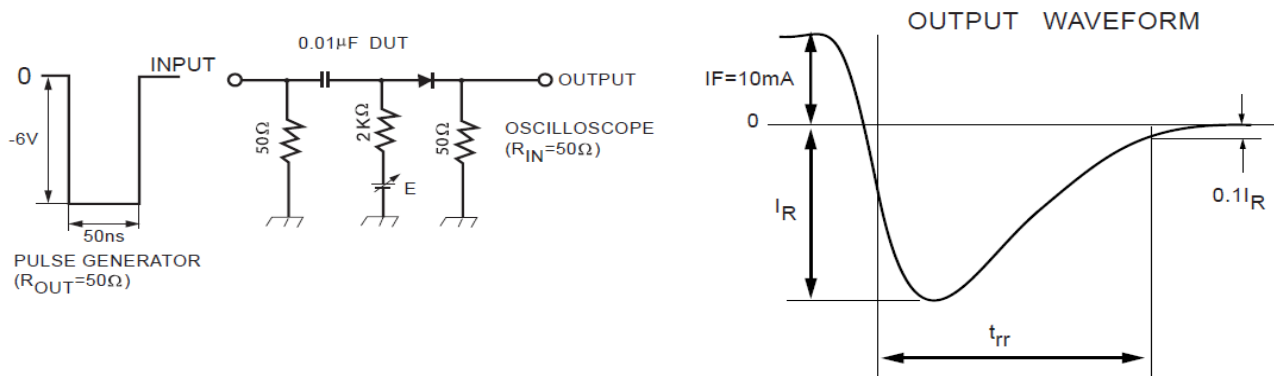 0
INPUT
-6V
50ns
PULSE GENERATOR
(ROUT=50Ω)
0.01µF DUT
50Ω
2KΩ
E
50Ω
OUTPUT
OSCILLOSCOPE
(RIN=50Ω)
OUTPUT WAVEFORM
IF=10mA
0
IR
0.1IR
trr